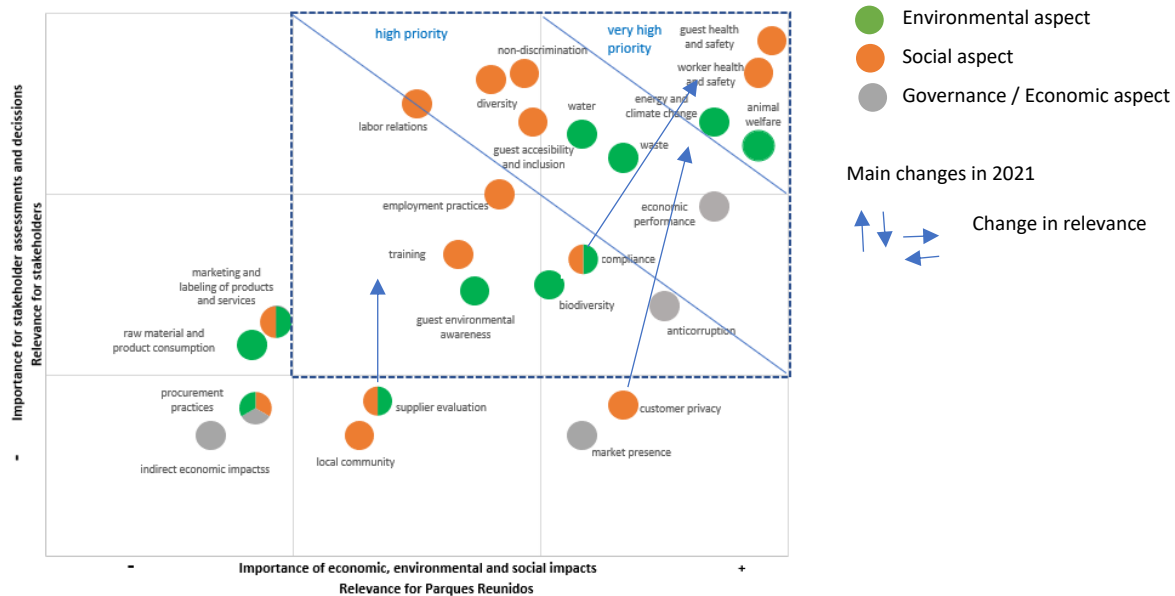 Importance for stakeholder assessments and decissions
Relevance for stakeholders
-
high priority
very high
priority
guest health
and safety
non-discrimination
worker health
and safety
diversity
water
energy and
climate change
animal
welfare
labor relations
guest accesibility
and inclusion
waste
employment practices
economic
performance
training
compliance
marketing and
labeling of products
and services
biodiversity
guest environmental
awareness
anticorruption
raw material and
product consumption
procurement
practices
supplier evaluation
customer privacy
indirect economic impactss
local community
market presence
-
Importance of economic, environmental and social impacts
+
Relevance for Parques Reunidos
Environmental aspect
Social aspect
Governance / Economic aspect
Main changes in 2021
Change in relevance